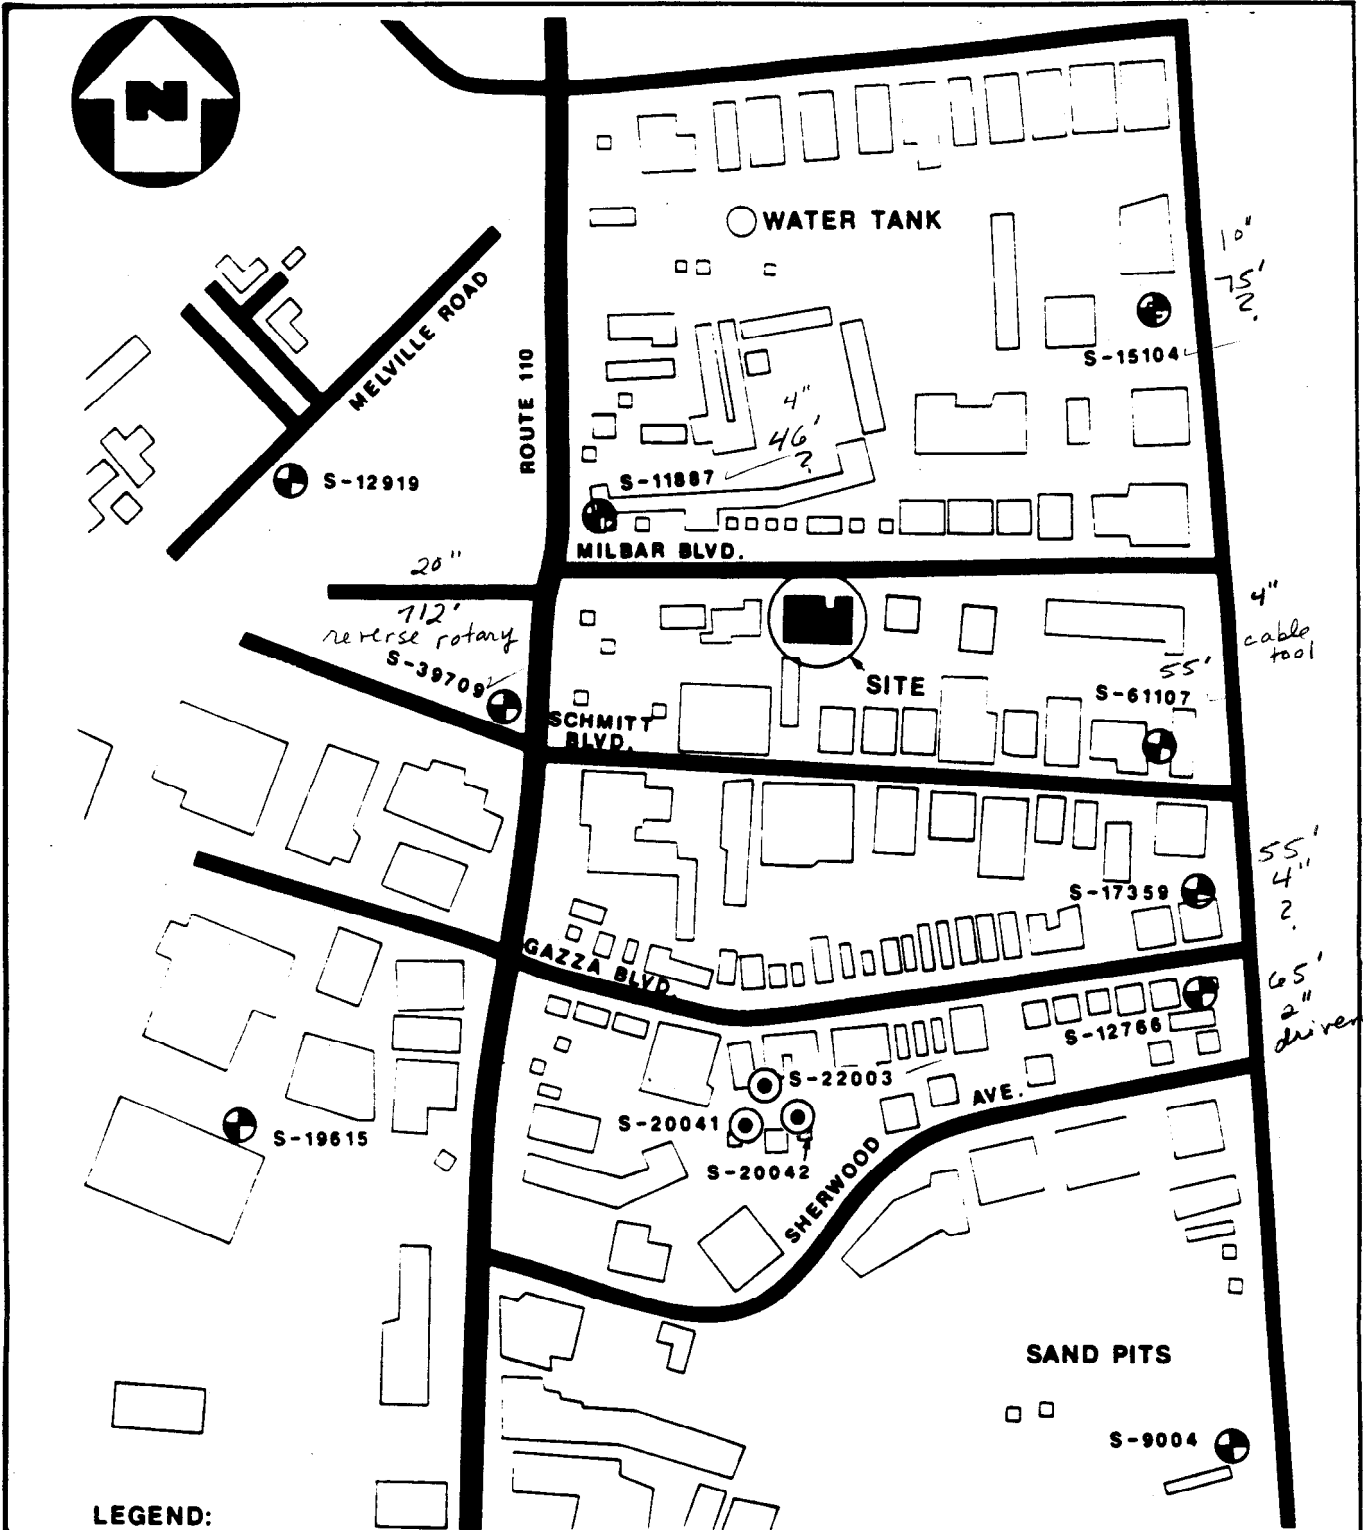 N
WATER TANK
10"
75'
?
S-15104
MELVILLE ROAD
ROUTE 110
4"
46'
?
S-11887
S-12919
MILBAR BLVD.
20"
712'
reverse rotary
S-39709
4"
cable
tool
55'
SITE
S-61107
SCHMITT
BLVD.
55'
4"
?
S-17359
GAZZA BLVD.
65'
2"
driven
S-12766
S-22003
AVE.
S-20041
S-19615
S-20042
SHERWOOD
SAND PITS
S-9004
LEGEND: